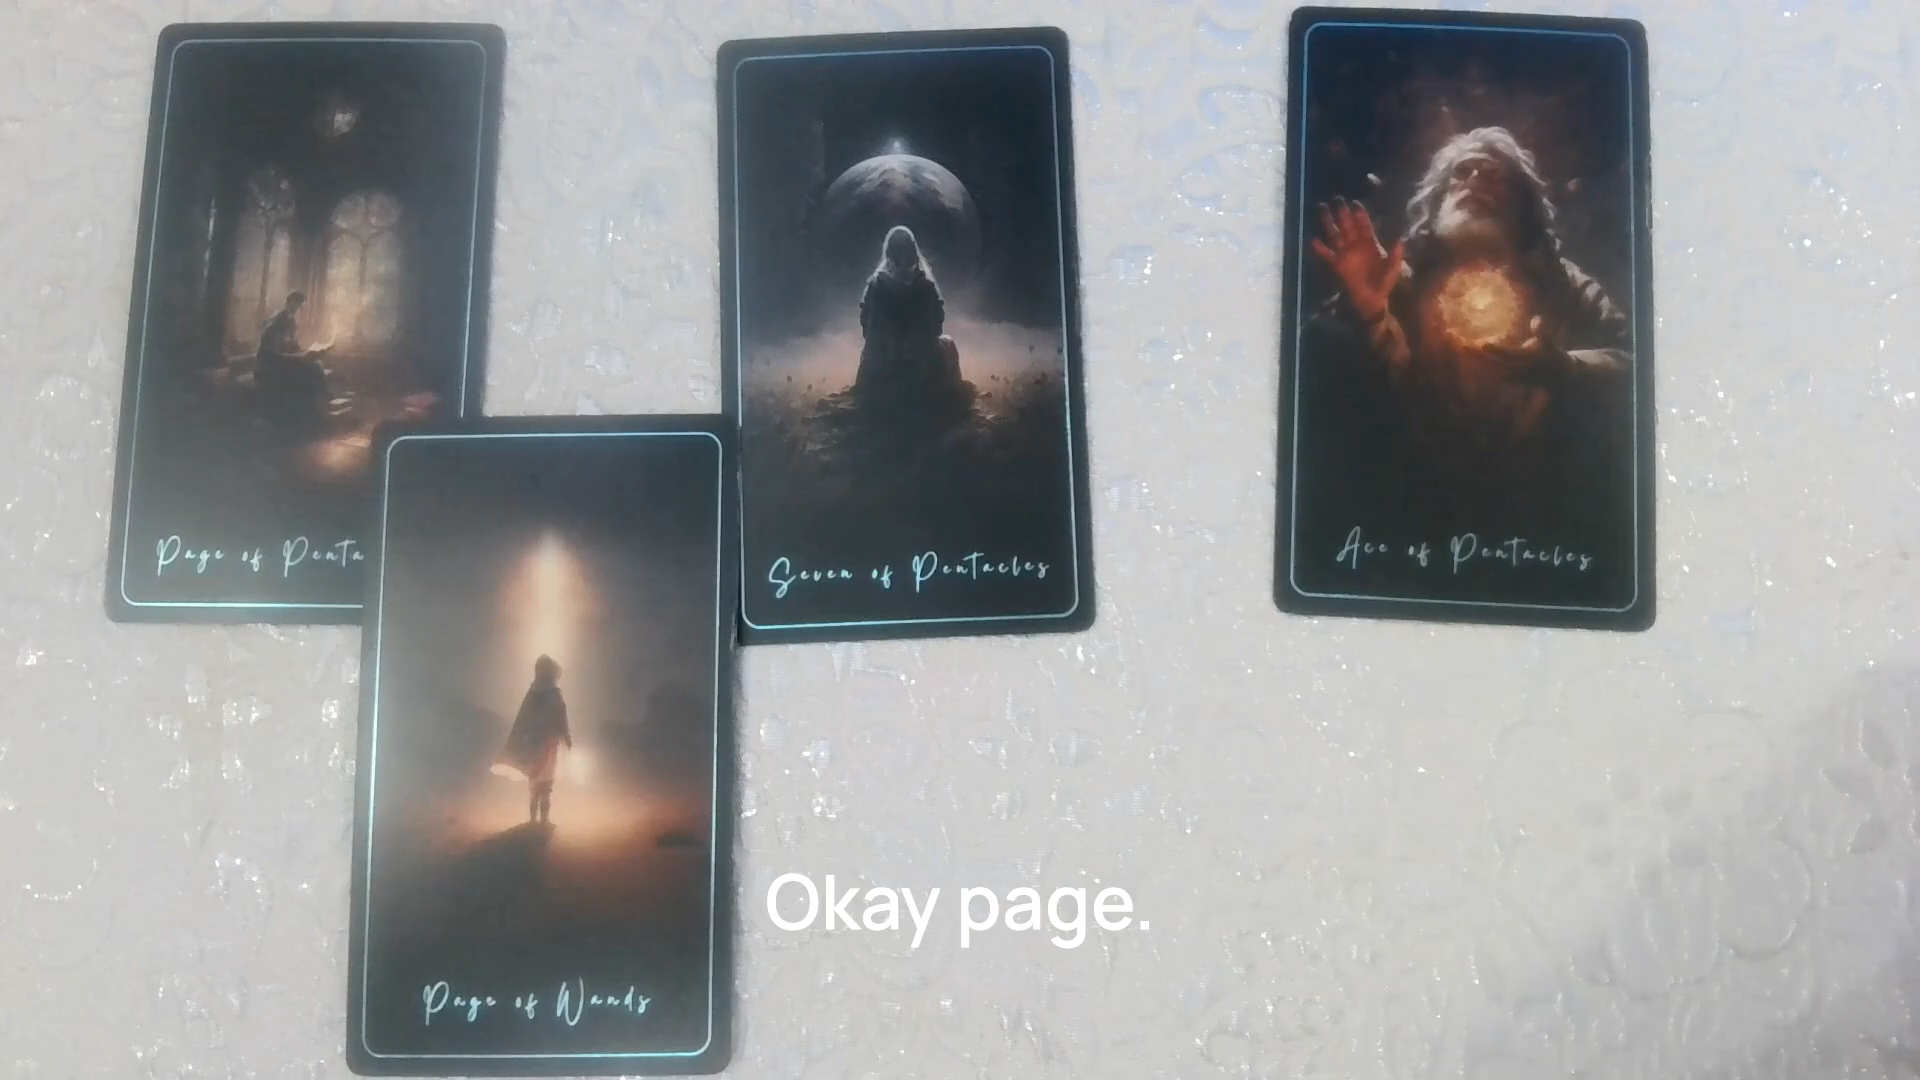 Page of Penta
Seven of Pentacles
Ace of Pentacles
Page of Wands
Okay page.